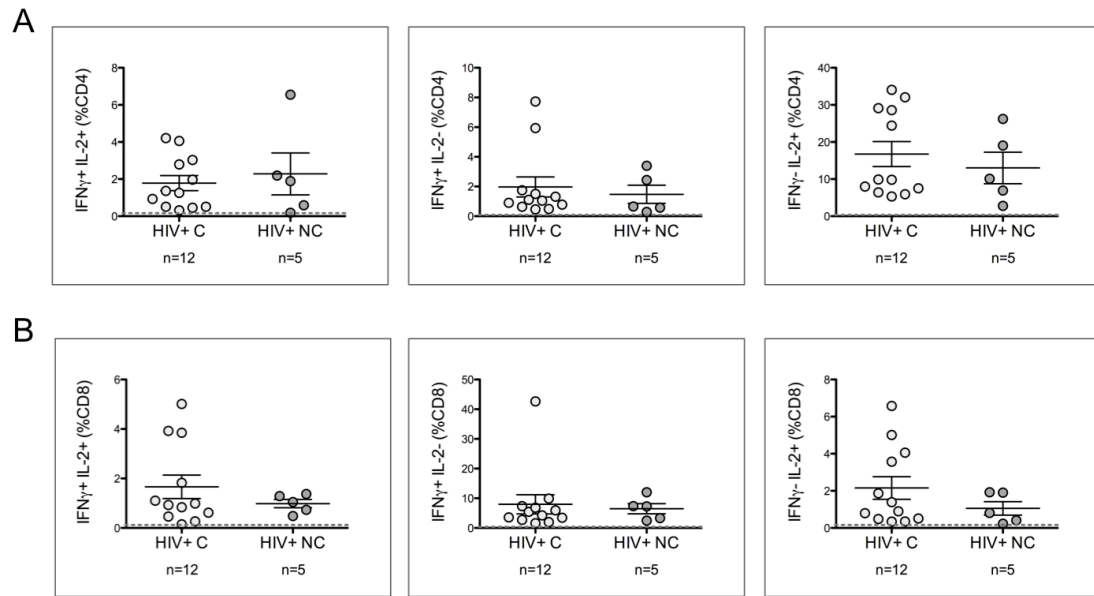 A
IFNγ+ IL-2+ (%CD4)
8
6
4
2
0
HIV+ C
HIV+ NC
n=12
n=5
IFNγ+ IL-2- (%CD4)
10
8
6
4
2
0
HIV+ C
HIV+ NC
n=12
n=5
IFNγ- IL-2+ (%CD4)
40
30
20
10
0
HIV+ C
HIV+ NC
n=12
n=5
B
IFNγ+ IL-2+ (%CD8)
6
4
2
0
HIV+ C
HIV+ NC
n=12
n=5
IFNγ+ IL-2- (%CD8)
50
40
30
20
10
0
HIV+ C
HIV+ NC
n=12
n=5
IFNγ- IL-2+ (%CD8)
8
6
4
2
0
HIV+ C
HIV+ NC
n=12
n=5